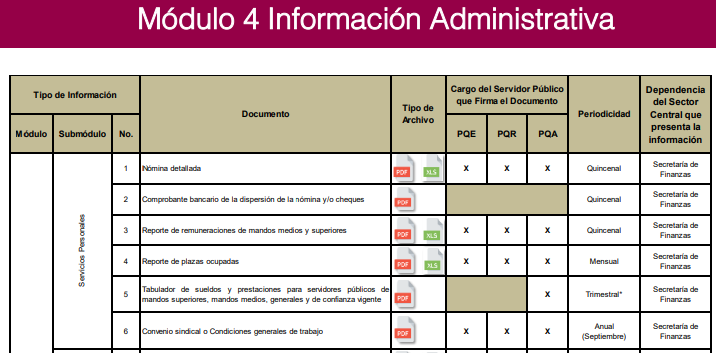 Módulo 4 Información Administrativa
Tipo de Información
Documento
Tipo de
Archivo
Cargo del Servidor Público
que Firma el Documento
Periodicidad
Dependencia
del Sector
Central que
presenta la
información
Módulo Submódulo No.
PQE PQR PQA
Servicios Personales
1 Nómina detallada PDF XLS X X X Quincenal Secretaría de
Finanzas
2 Comprobante bancario de la dispersión de la nómina y/o cheques PDF Quincenal Secretaría de
Finanzas
3 Reporte de remuneraciones de mandos medios y superiores PDF XLS X X X Quincenal Secretaría de
Finanzas
4 Reporte de plazas ocupadas PDF XLS X X X Mensual Secretaría de
Finanzas
5 Tabulador de sueldos y prestaciones para servidores públicos de
mandos superiores, mandos medios, generales y de confianza vigente PDF X Trimestral* Secretaría de
Finanzas
6 Convenio sindical o Condiciones generales de trabajo PDF X X X Anual
(Septiembre) Secretaría de
Finanzas